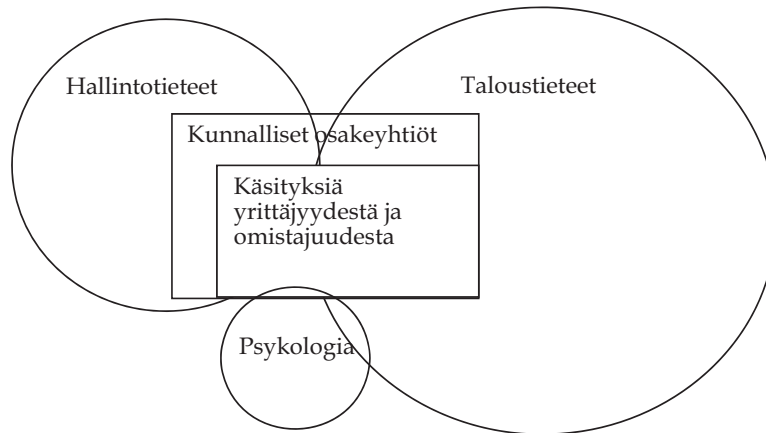 Hallintotieteet
Taloustieteet
Kunnalliset osakeyhtiöt
Käsityksiä
yrittäjyydestä ja
omistajuudesta
Psykologia